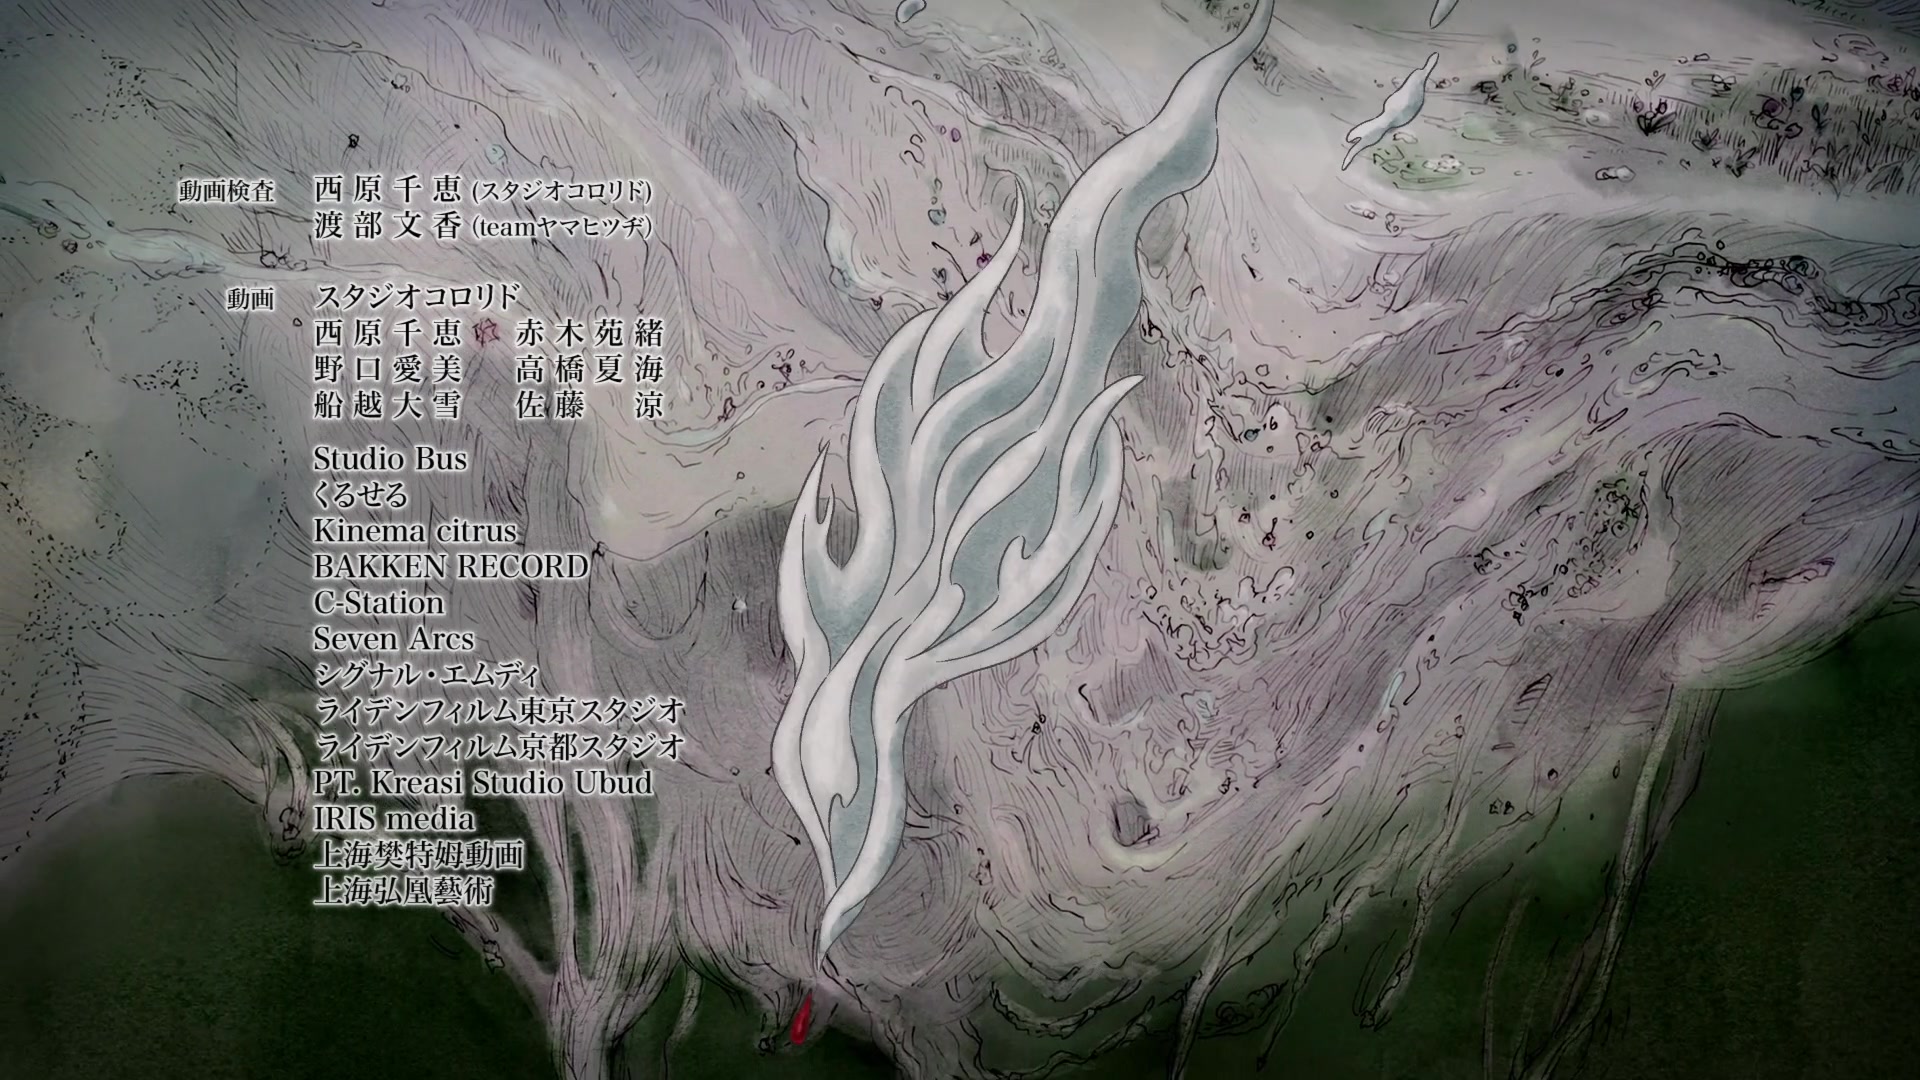 動画検査 西原千恵 (スタジオコロリド)
渡部文香 (teamヤマヒツヂ)
動画 スタジオコロリド
西原千恵 赤木苑緒
野口愛美 高橋夏海
船越大雪 佐藤 涼
Studio Bus
くるせる
Kinema citrus
BAKKEN RECORD
C-Station
Seven Arcs
シグナル・エムディ
ライデンフィルム東京スタジオ
ライデンフィルム京都スタジオ
PT. Kreasi Studio Ubud
IRIS media
上海樊特姆動画
上海弘凰藝術